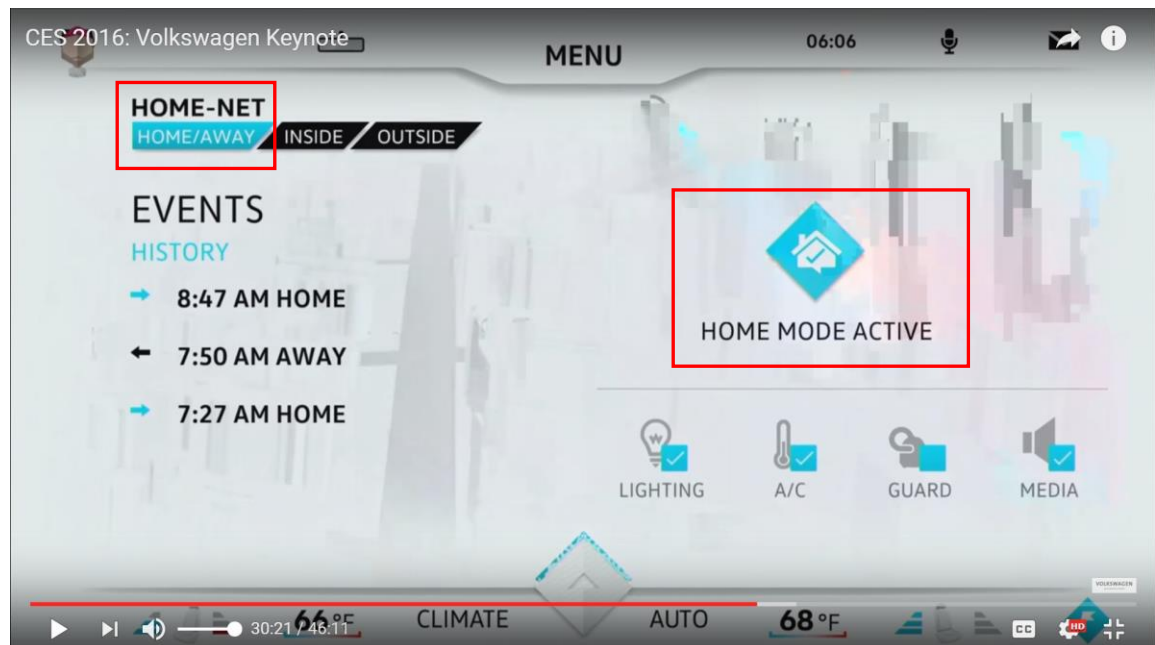 CES 2016: Volkswagen Keynote
MENU
06:06
i
HOME-NET
HOME/AWAY INSIDE OUTSIDE
EVENTS
HISTORY
8:47 AM HOME
7:50 AM AWAY
7:27 AM HOME
HOME MODE ACTIVE
LIGHTING A/C GUARD MEDIA
VOLKSWAGEN
66°F CLIMATE AUTO 68°F
30:21 / 46:11
CC HD